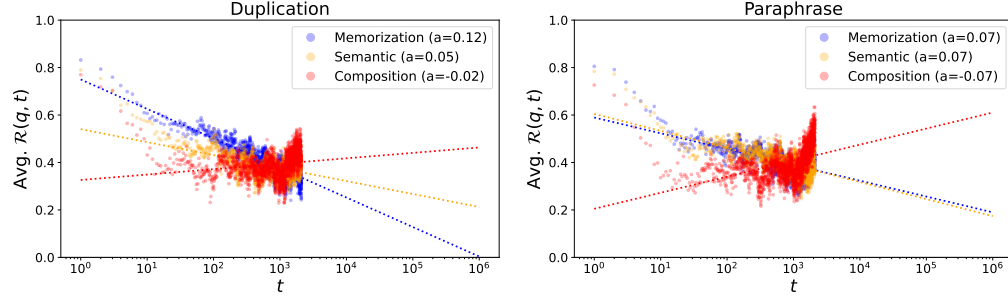 Duplication
Avg. R(q, t)
1.0
0.8
0.6
0.4
0.2
0.0
Memorization (a=0.12)
Semantic (a=0.05)
Composition (a=-0.02)
10⁰ 10¹ 10² 10³ 10⁴ 10⁵ 10⁶
t
Paraphrase
Avg. R(q, t)
1.0
0.8
0.6
0.4
0.2
0.0
Memorization (a=0.07)
Semantic (a=0.07)
Composition (a=-0.07)
10⁰ 10¹ 10² 10³ 10⁴ 10⁵ 10⁶
t